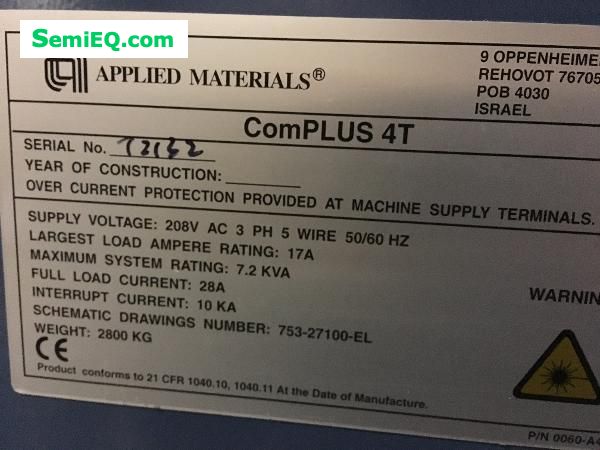 SemiEQ.com
APPLIED MATERIALS®
9 OPPENHEIME
REHOVOT 76705
POB 4030
ISRAEL
ComPLUS 4T
SERIAL No. T2162
YEAR OF CONSTRUCTION:
OVER CURRENT PROTECTION PROVIDED AT MACHINE SUPPLY TERMINALS.
SUPPLY VOLTAGE: 208V AC 3 PH 5 WIRE 50/60 HZ
LARGEST LOAD AMPERE RATING: 17A
MAXIMUM SYSTEM RATING: 7.2 KVA
FULL LOAD CURRENT: 28A
INTERRUPT CURRENT: 10 KA
SCHEMATIC DRAWINGS NUMBER: 753-27100-EL
WEIGHT: 2800 KG
WARNIN
CE
Product conforms to 21 CFR 1040.10, 1040.11 At the Date of Manufacture.
P/N 0060-A4